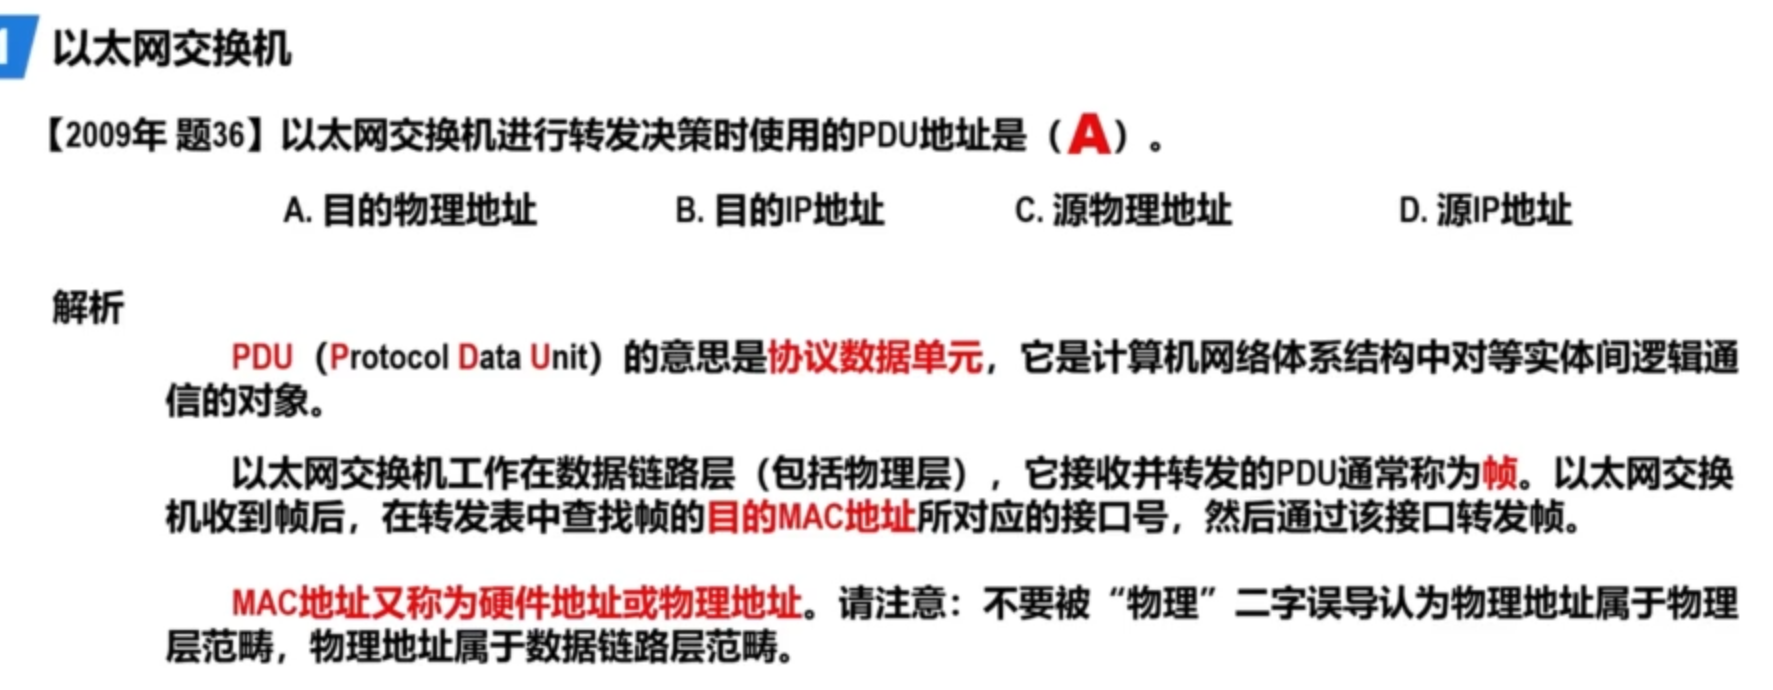 1 以太网交换机
【2009年 题36】以太网交换机进行转发决策时使用的PDU地址是（A）。
A. 目的物理地址 B. 目的IP地址 C. 源物理地址 D. 源IP地址
解析
PDU（Protocol Data Unit）的意思是协议数据单元，它是计算机网络体系结构中对等实体间逻辑通
信的对象。
以太网交换机工作在数据链路层（包括物理层），它接收并转发的PDU通常称为帧。以太网交换
机收到帧后，在转发表中查找帧的目的MAC地址所对应的接口号，然后通过该接口转发帧。
MAC地址又称为硬件地址或物理地址。请注意：不要被“物理”二字误导认为物理地址属于物理
层范畴，物理地址属于数据链路层范畴。